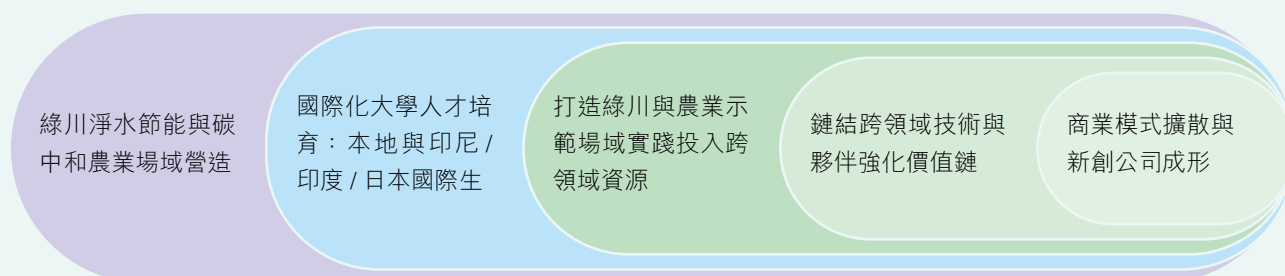 綠川淨水節能與碳
中和農業場域營造
國際化大學人才培
育：本地與印尼 /
印度 / 日本國際生
打造綠川與農業示
範場域實踐投入跨
領域資源
鏈結跨領域技術與
夥伴強化價值鏈
商業模式擴散與
新創公司成形